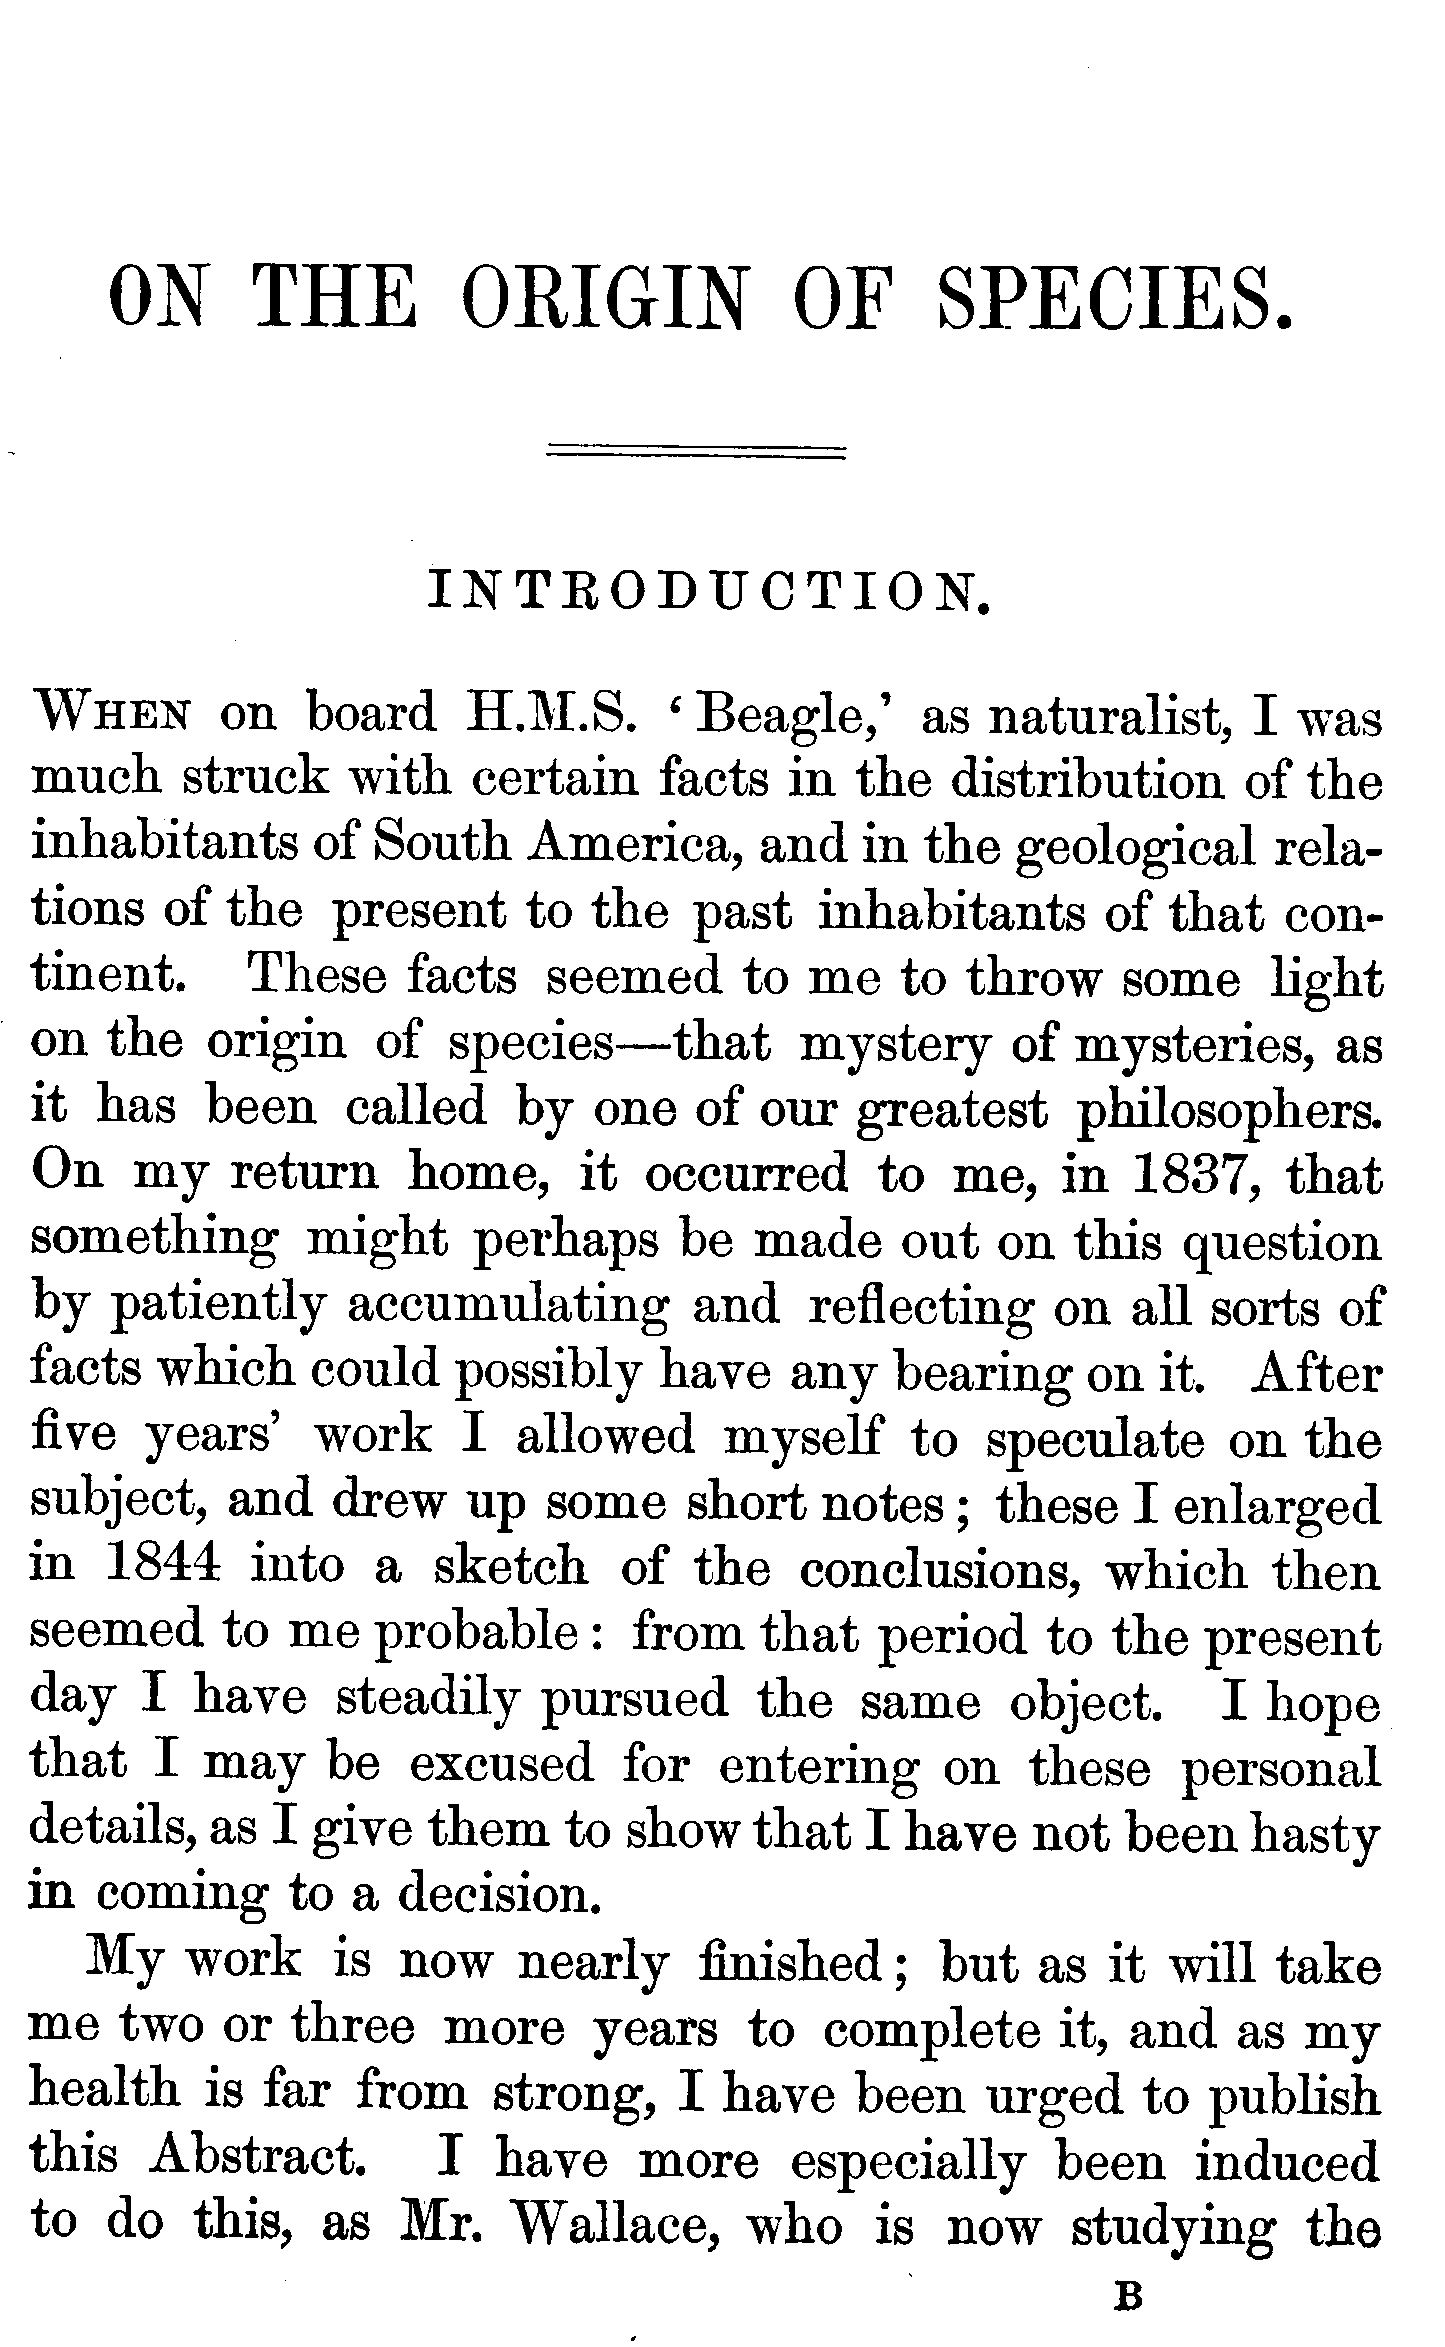 ON THE ORIGIN OF SPECIES.
INTRODUCTION.
WHEN on board H.M.S. ‘Beagle,’ as naturalist, I was
much struck with certain facts in the distribution of the
inhabitants of South America, and in the geological rela-
tions of the present to the past inhabitants of that con-
tinent. These facts seemed to me to throw some light
on the origin of species—that mystery of mysteries, as
it has been called by one of our greatest philosophers.
On my return home, it occurred to me, in 1837, that
something might perhaps be made out on this question
by patiently accumulating and reflecting on all sorts of
facts which could possibly have any bearing on it. After
five years’ work I allowed myself to speculate on the
subject, and drew up some short notes; these I enlarged
in 1844 into a sketch of the conclusions, which then
seemed to me probable: from that period to the present
day I have steadily pursued the same object. I hope
that I may be excused for entering on these personal
details, as I give them to show that I have not been hasty
in coming to a decision.
My work is now nearly finished; but as it will take
me two or three more years to complete it, and as my
health is far from strong, I have been urged to publish
this Abstract. I have more especially been induced
to do this, as Mr. Wallace, who is now studying the
B